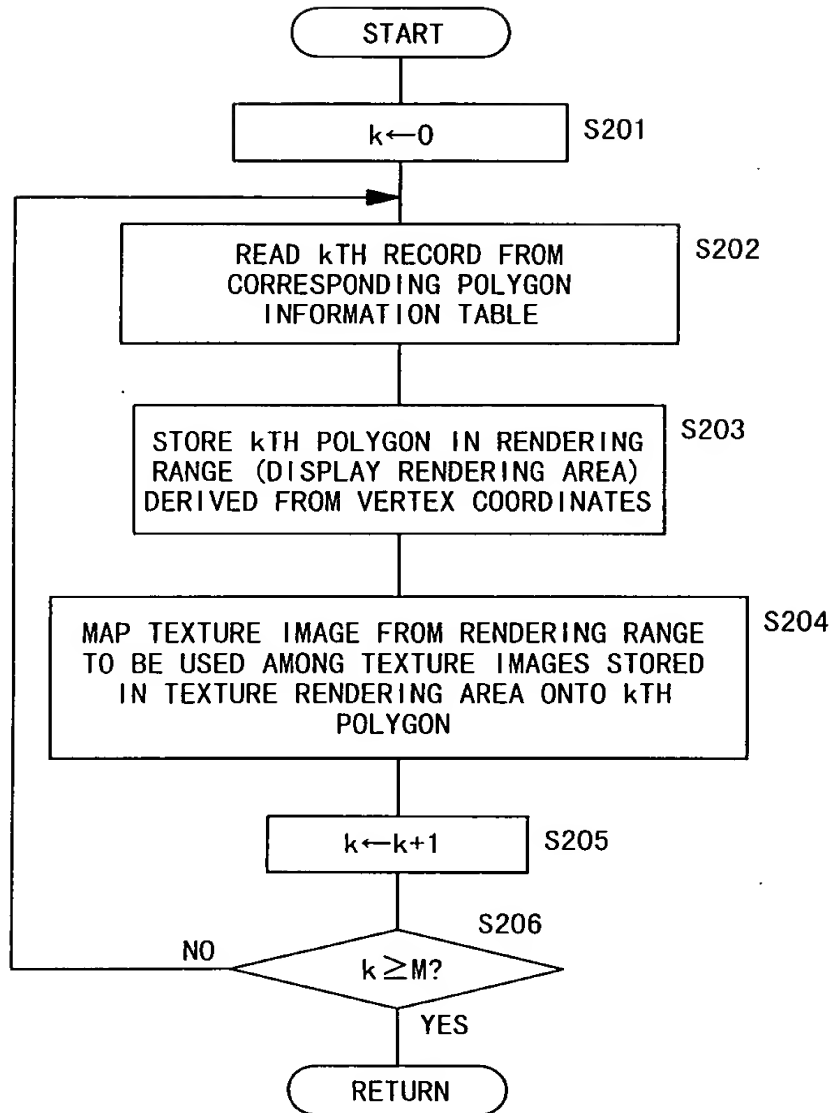 START
k←0
S201
READ kTH RECORD FROM
CORRESPONDING POLYGON
INFORMATION TABLE
S202
STORE kTH POLYGON IN RENDERING
RANGE (DISPLAY RENDERING AREA)
DERIVED FROM VERTEX COORDINATES
S203
MAP TEXTURE IMAGE FROM RENDERING RANGE
TO BE USED AMONG TEXTURE IMAGES STORED
IN TEXTURE RENDERING AREA ONTO kTH
POLYGON
S204
k←k+1
S205
S206
NO
k≧M?
YES
RETURN